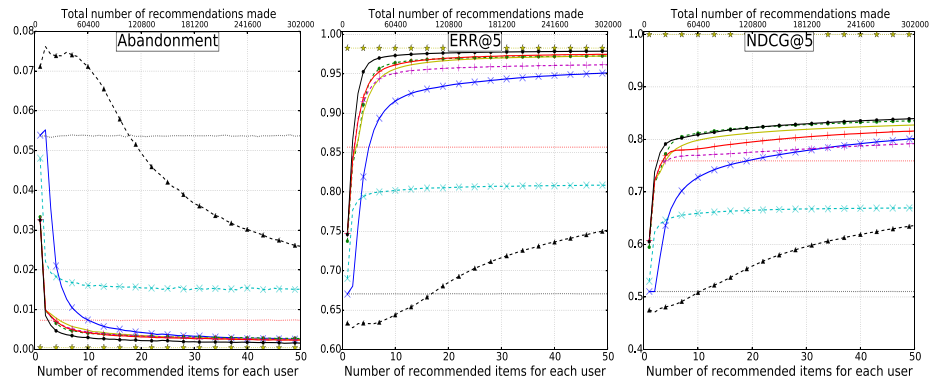 Total number of recommendations made
0 60400 120800 181200 241600 302000
Abandonment
0.08
0.07
0.06
0.05
0.04
0.03
0.02
0.01
0.00
0 10 20 30 40 50
Number of recommended items for each user
Total number of recommendations made
0 60400 120800 181200 241600 302000
ERR@5
1.00
0.95
0.90
0.85
0.80
0.75
0.70
0.65
0.60
0 10 20 30 40 50
Number of recommended items for each user
Total number of recommendations made
0 60400 120800 181200 241600 302000
NDCG@5
1.0
0.9
0.8
0.7
0.6
0.5
0.4
0 10 20 30 40 50
Number of recommended items for each user